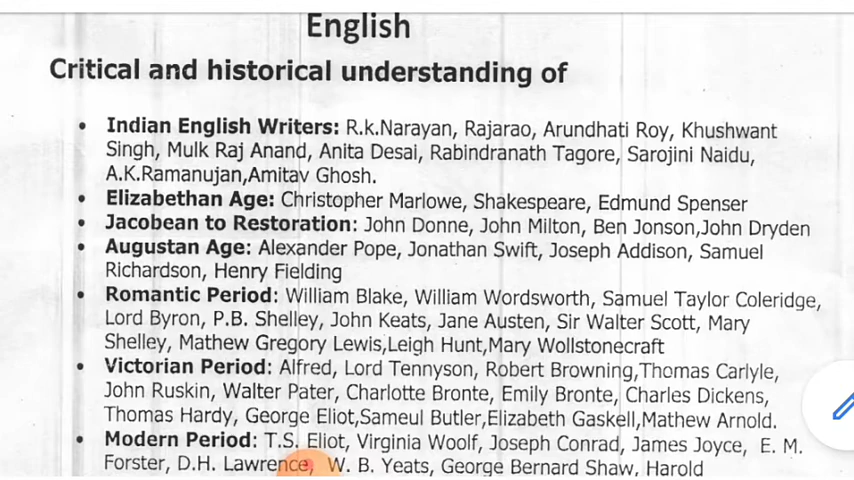 English
Critical and historical understanding of
• Indian English Writers: R.k.Narayan, Rajarao, Arundhati Roy, Khushwant
Singh, Mulk Raj Anand, Anita Desai, Rabindranath Tagore, Sarojini Naidu,
A.K.Ramanujan,Amitav Ghosh.
• Elizabethan Age: Christopher Marlowe, Shakespeare, Edmund Spenser
• Jacobean to Restoration: John Donne, John Milton, Ben Jonson,John Dryden
• Augustan Age: Alexander Pope, Jonathan Swift, Joseph Addison, Samuel
Richardson, Henry Fielding
• Romantic Period: William Blake, William Wordsworth, Samuel Taylor Coleridge,
Lord Byron, P.B. Shelley, John Keats, Jane Austen, Sir Walter Scott, Mary
Shelley, Mathew Gregory Lewis,Leigh Hunt,Mary Wollstonecraft
• Victorian Period: Alfred, Lord Tennyson, Robert Browning,Thomas Carlyle,
John Ruskin, Walter Pater, Charlotte Bronte, Emily Bronte, Charles Dickens,
Thomas Hardy, George Eliot,Sameul Butler,Elizabeth Gaskell,Mathew Arnold.
• Modern Period: T.S. Eliot, Virginia Woolf, Joseph Conrad, James Joyce, E. M.
Forster, D.H. Lawrence, W. B. Yeats, George Bernard Shaw, Harold